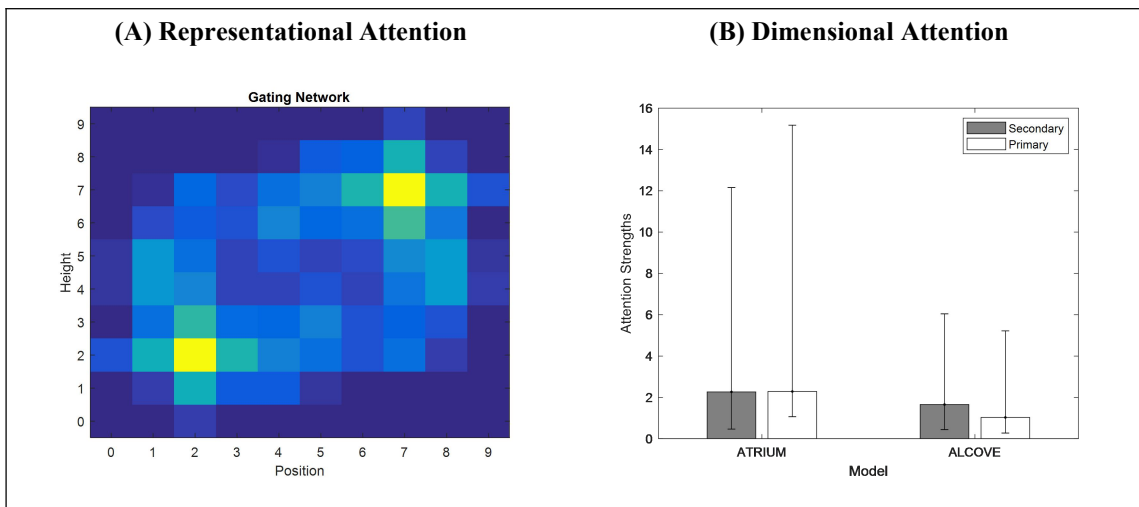 (A) Representational Attention
(B) Dimensional Attention
Gating Network
9
8
7
6
5
4
3
2
1
0
Height
0 1 2 3 4 5 6 7 8 9
Position
16
14
12
10
8
6
4
2
0
Attention Strengths
Secondary
Primary
ATRIUM ALCOVE
Model